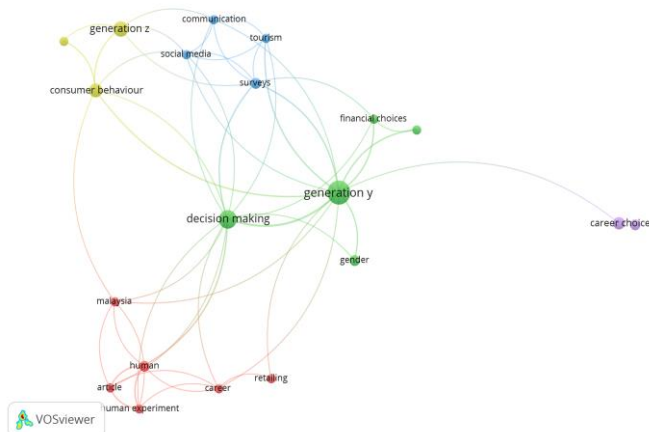 communication
generation z
tourism
social media
surveys
consumer behaviour
financial choices
generation y
decision making
career choice
gender
malaysia
human
retailing
article
career
human experiment
VOSviewer